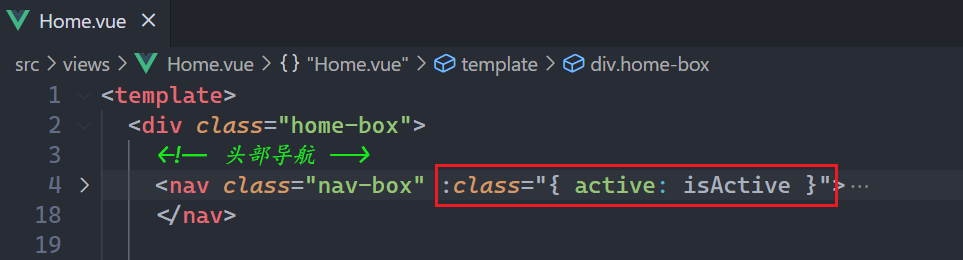 Home.vue ×
src > views > Home.vue > {} "Home.vue" > template > div.home-box
1 <template>
2 <div class="home-box">
3 <!-- 头部导航 -->
4 > <nav class="nav-box" :class="{ active: isActive }">···
18 </nav>
19